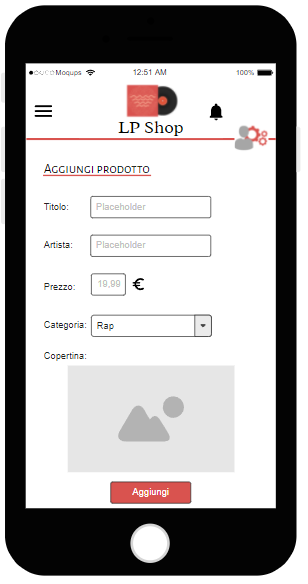 Moqups 12:51 AM 100%
LP Shop
Aggiungi prodotto
Titolo: Placeholder
Artista: Placeholder
Prezzo: 19,99 €
Categoria: Rap
Copertina:
Aggiungi